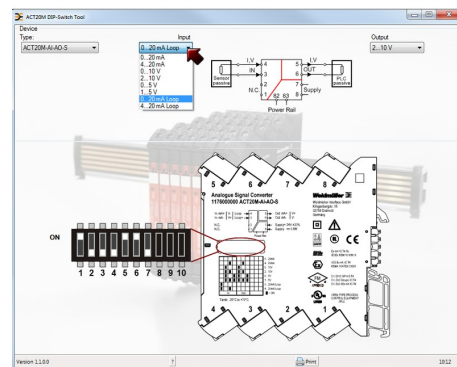 ACT20M DIP-Switch Tool
Device
Type:
Input
Output
ACT20M-AI-AO-S
0...20 mA Loop
2...10 V
0...20 mA
4...20 mA
0...10 V
2...10 V
0...5 V
1...5 V
0...20 mA Loop
4...20 mA Loop
Sensor
passive
I,V
IN
N.C.
4
3
2
1
5
6
7
8
I,V
OUT
Supply
PLC
passive
82 83
Power Rail
5 6 7 8
Analogue Signal Converter
1176000000 ACT20M-AI-AO-S
Weidmüller
ON
1 2 3 4 5 6 7 8 9 10
4 3 2 1
Version 1.1.0.0
?
Print
10:12